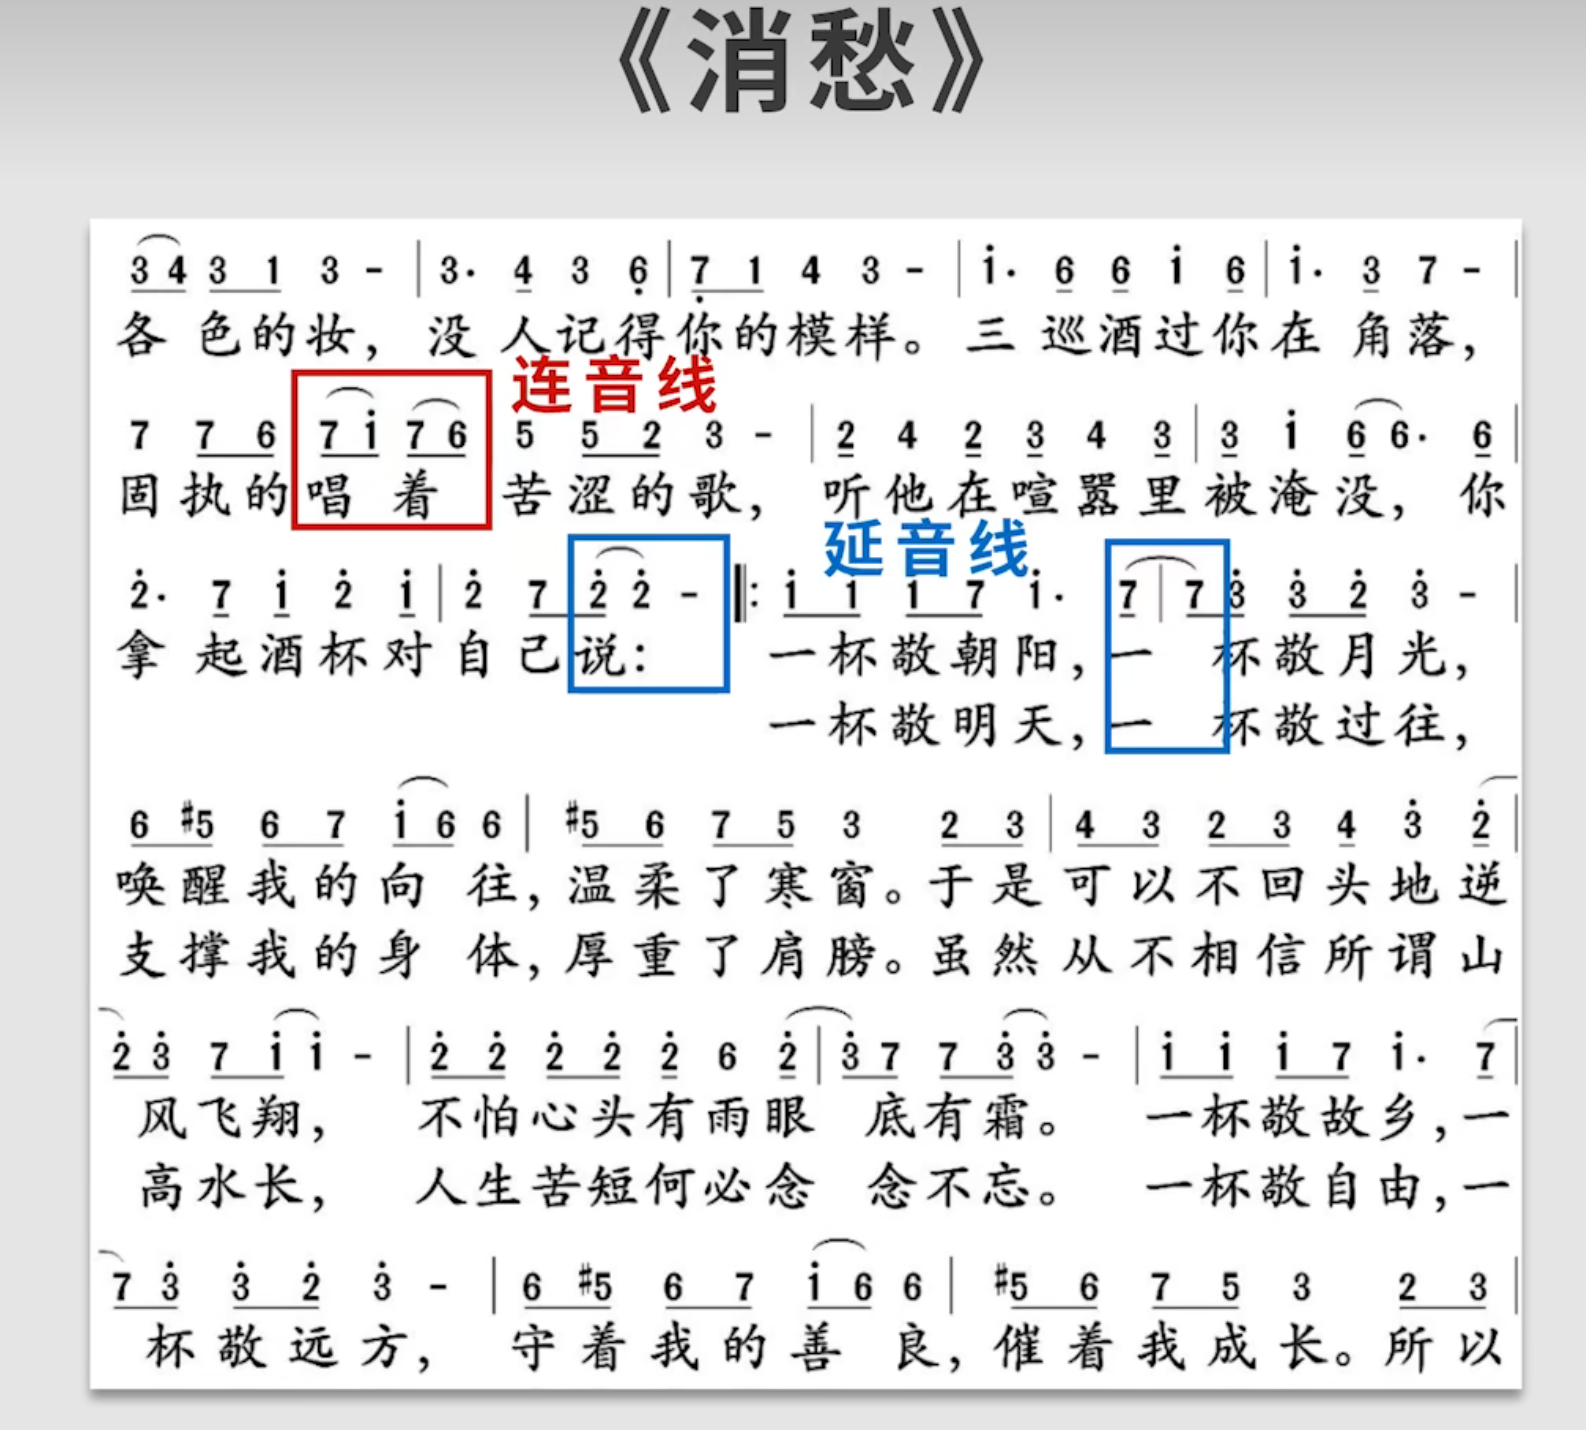 《消愁》
3 4 3 1 3 - | 3· 4 3 6 | 7 1 4 3 - | 1· 6 6 1 6 | 1· 3 7 - |
各色的妆，没人记得你的模样。三巡酒过你在角落，
连音线
7 7 6 7 1 7 6 5 5 2 3 - | 2 4 2 3 4 3 | 3 1 6 6· 6 |
固执的唱着苦涩的歌，听他在喧嚣里被淹没，你
延音线
2· 7 1 2 1 | 2 7 2 2 - ‖: 1 1 1 7 1· 7 | 7 3 3 2 3 - |
拿起酒杯对自己说：一杯敬朝阳，一杯敬月光，
一杯敬明天，一杯敬过往，
6 #5 6 7 1 6 6 | #5 6 7 5 3 2 3 | 4 3 2 3 4 3 2 |
唤醒我的向往，温柔了寒窗。于是可以不回头地逆
支撑我的身体，厚重了肩膀。虽然从不相信所谓山
2 3 7 1 1 - | 2 2 2 2 2 6 2 | 3 7 7 3 3 - | 1 1 1 7 1· 7 |
风飞翔，不怕心头有雨眼底有霜。一杯敬故乡，一
高水长，人生苦短何必念念不忘。一杯敬自由，一
7 3 3 2 3 - | 6 #5 6 7 1 6 6 | #5 6 7 5 3 2 3 |
杯敬远方，守着我的善良，催着我成长。所以